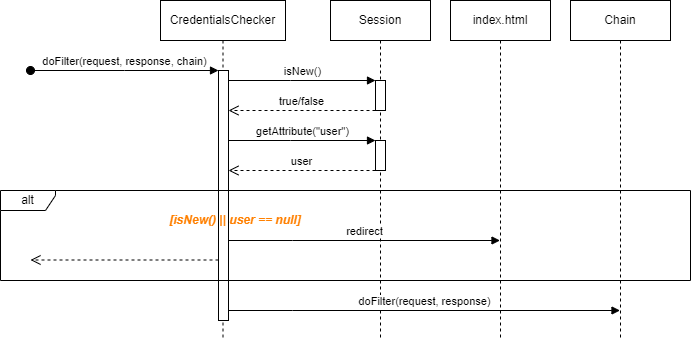 CredentialsChecker
Session
index.html
Chain
doFilter(request, response, chain)
isNew()
true/false
getAttribute("user")
user
alt
[isNew() || user == null]
redirect
doFilter(request, response)